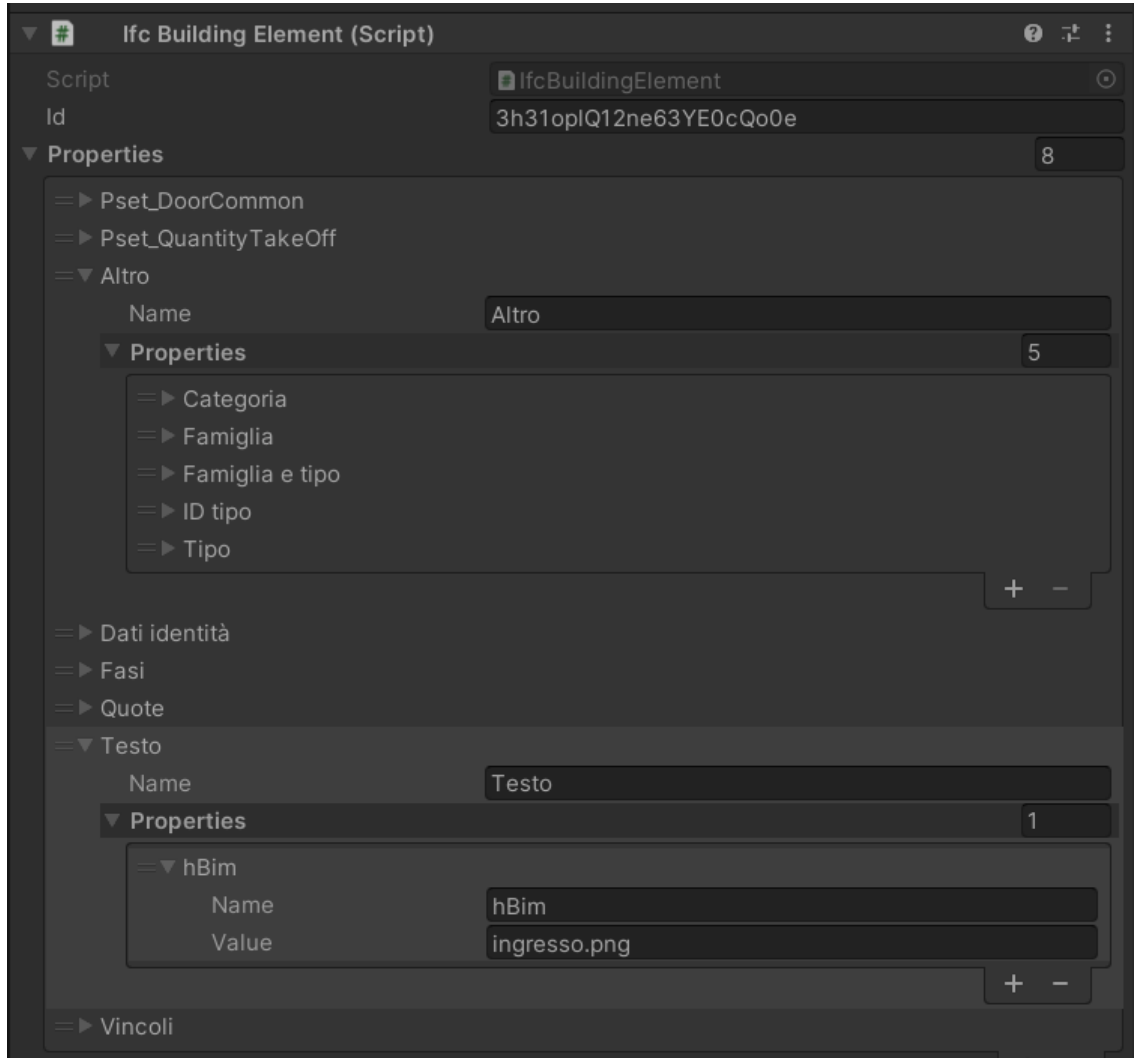 Ifc Building Element (Script)
Script IfcBuildingElement
Id 3h31oplQ12ne63YE0cQo0e
Properties 8
Pset_DoorCommon
Pset_QuantityTakeOff
Altro
Name Altro
Properties 5
Categoria
Famiglia
Famiglia e tipo
ID tipo
Tipo
Dati identità
Fasi
Quote
Testo
Name Testo
Properties 1
hBim
Name hBim
Value ingresso.png
Vincoli